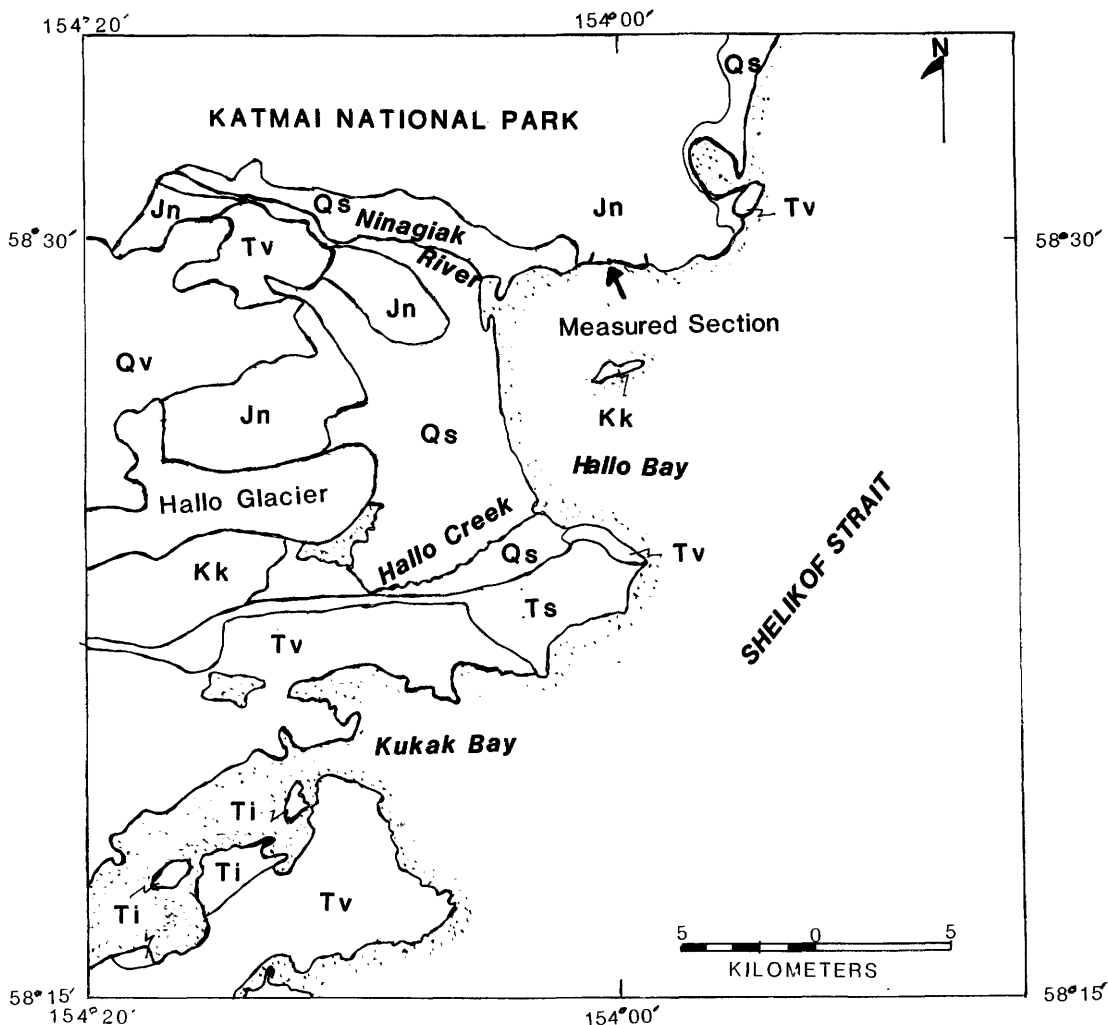 154°20′
154°00′
N
Qs
KATMAI NATIONAL PARK
Jn
Qs
Ninagiak
River
Jn
Tv
58°30′
58°30′
Tv
Jn
Measured Section
Qv
Kk
Jn
Qs
Hallo Bay
Hallo Glacier
Hallo Creek
SHELIKOF STRAIT
Qs
Tv
Kk
Ts
Tv
Kukak Bay
Ti
Ti
Tv
Ti
5 0 5
KILOMETERS
58°15′
58°15′
154°20′
154°00′